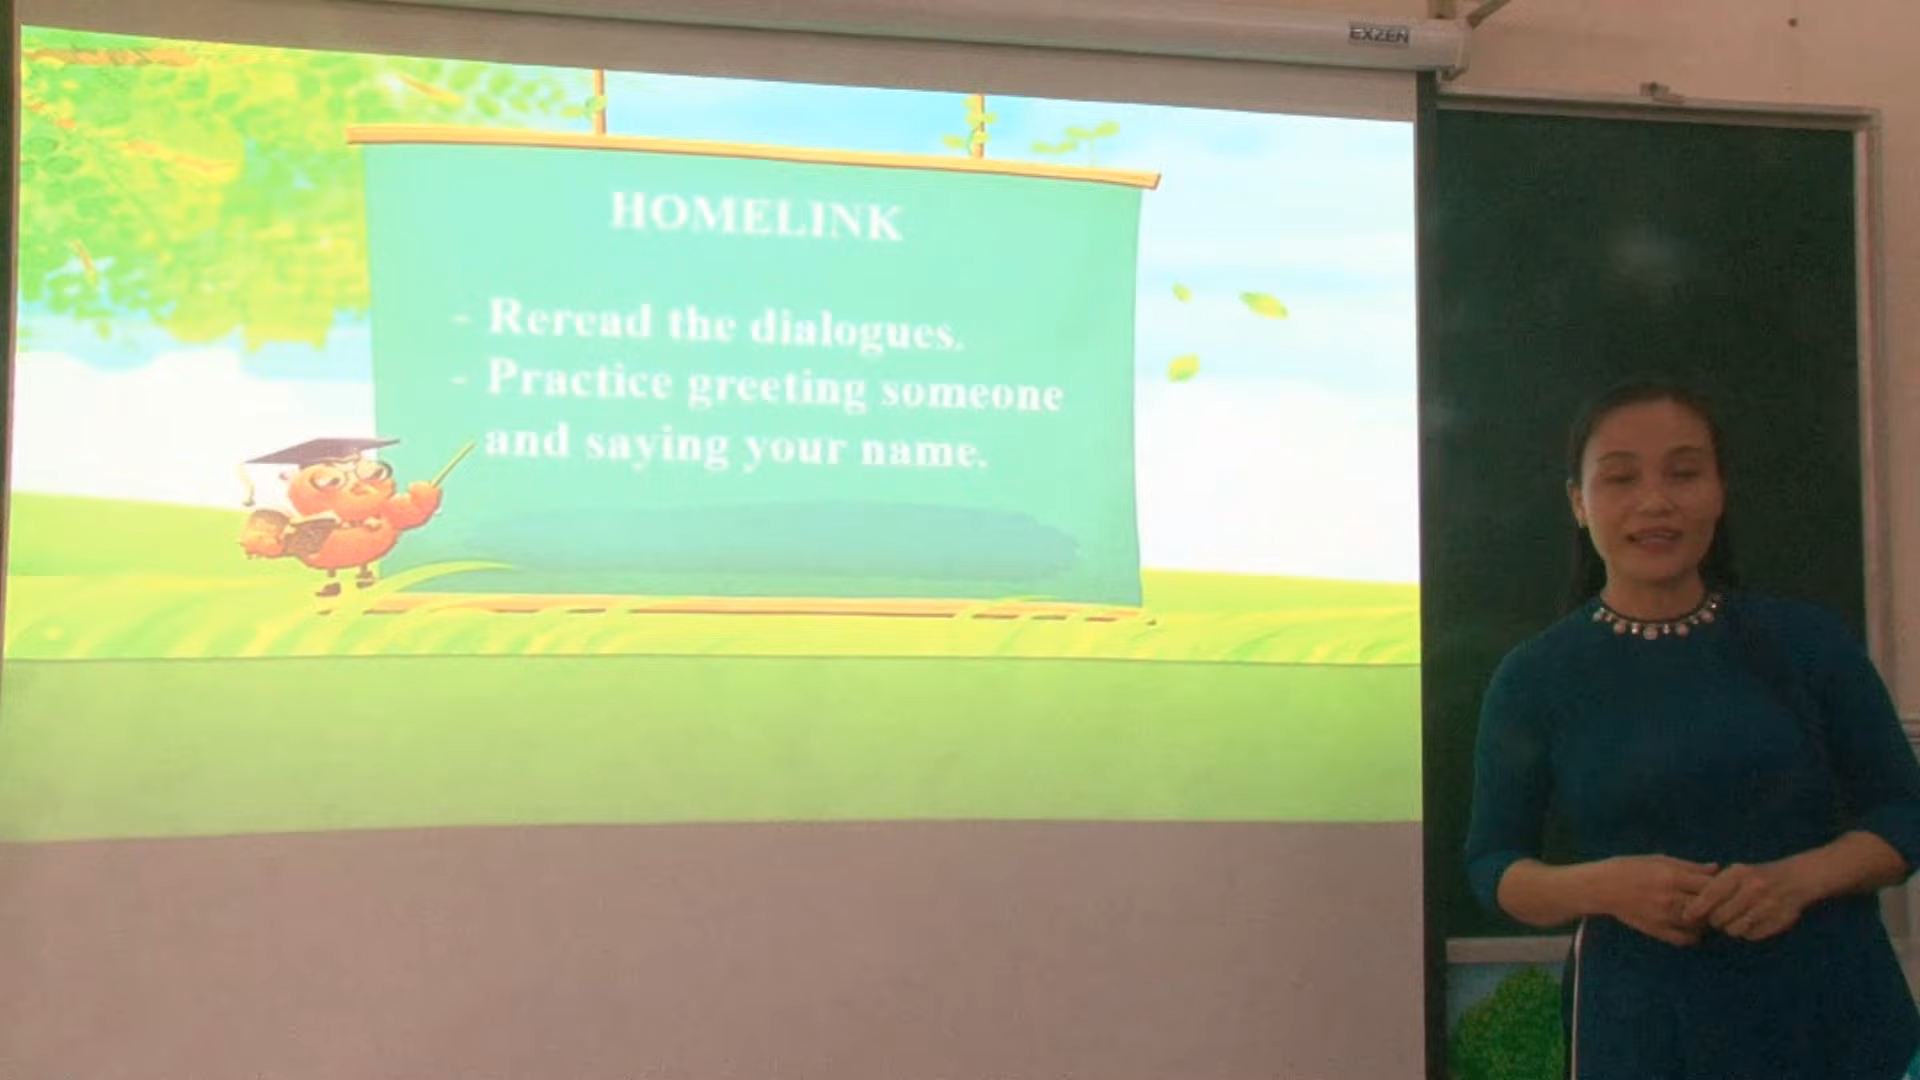 EXZEN
HOMELINK
- Reread the dialogues.
- Practice greeting someone
and saying your name.